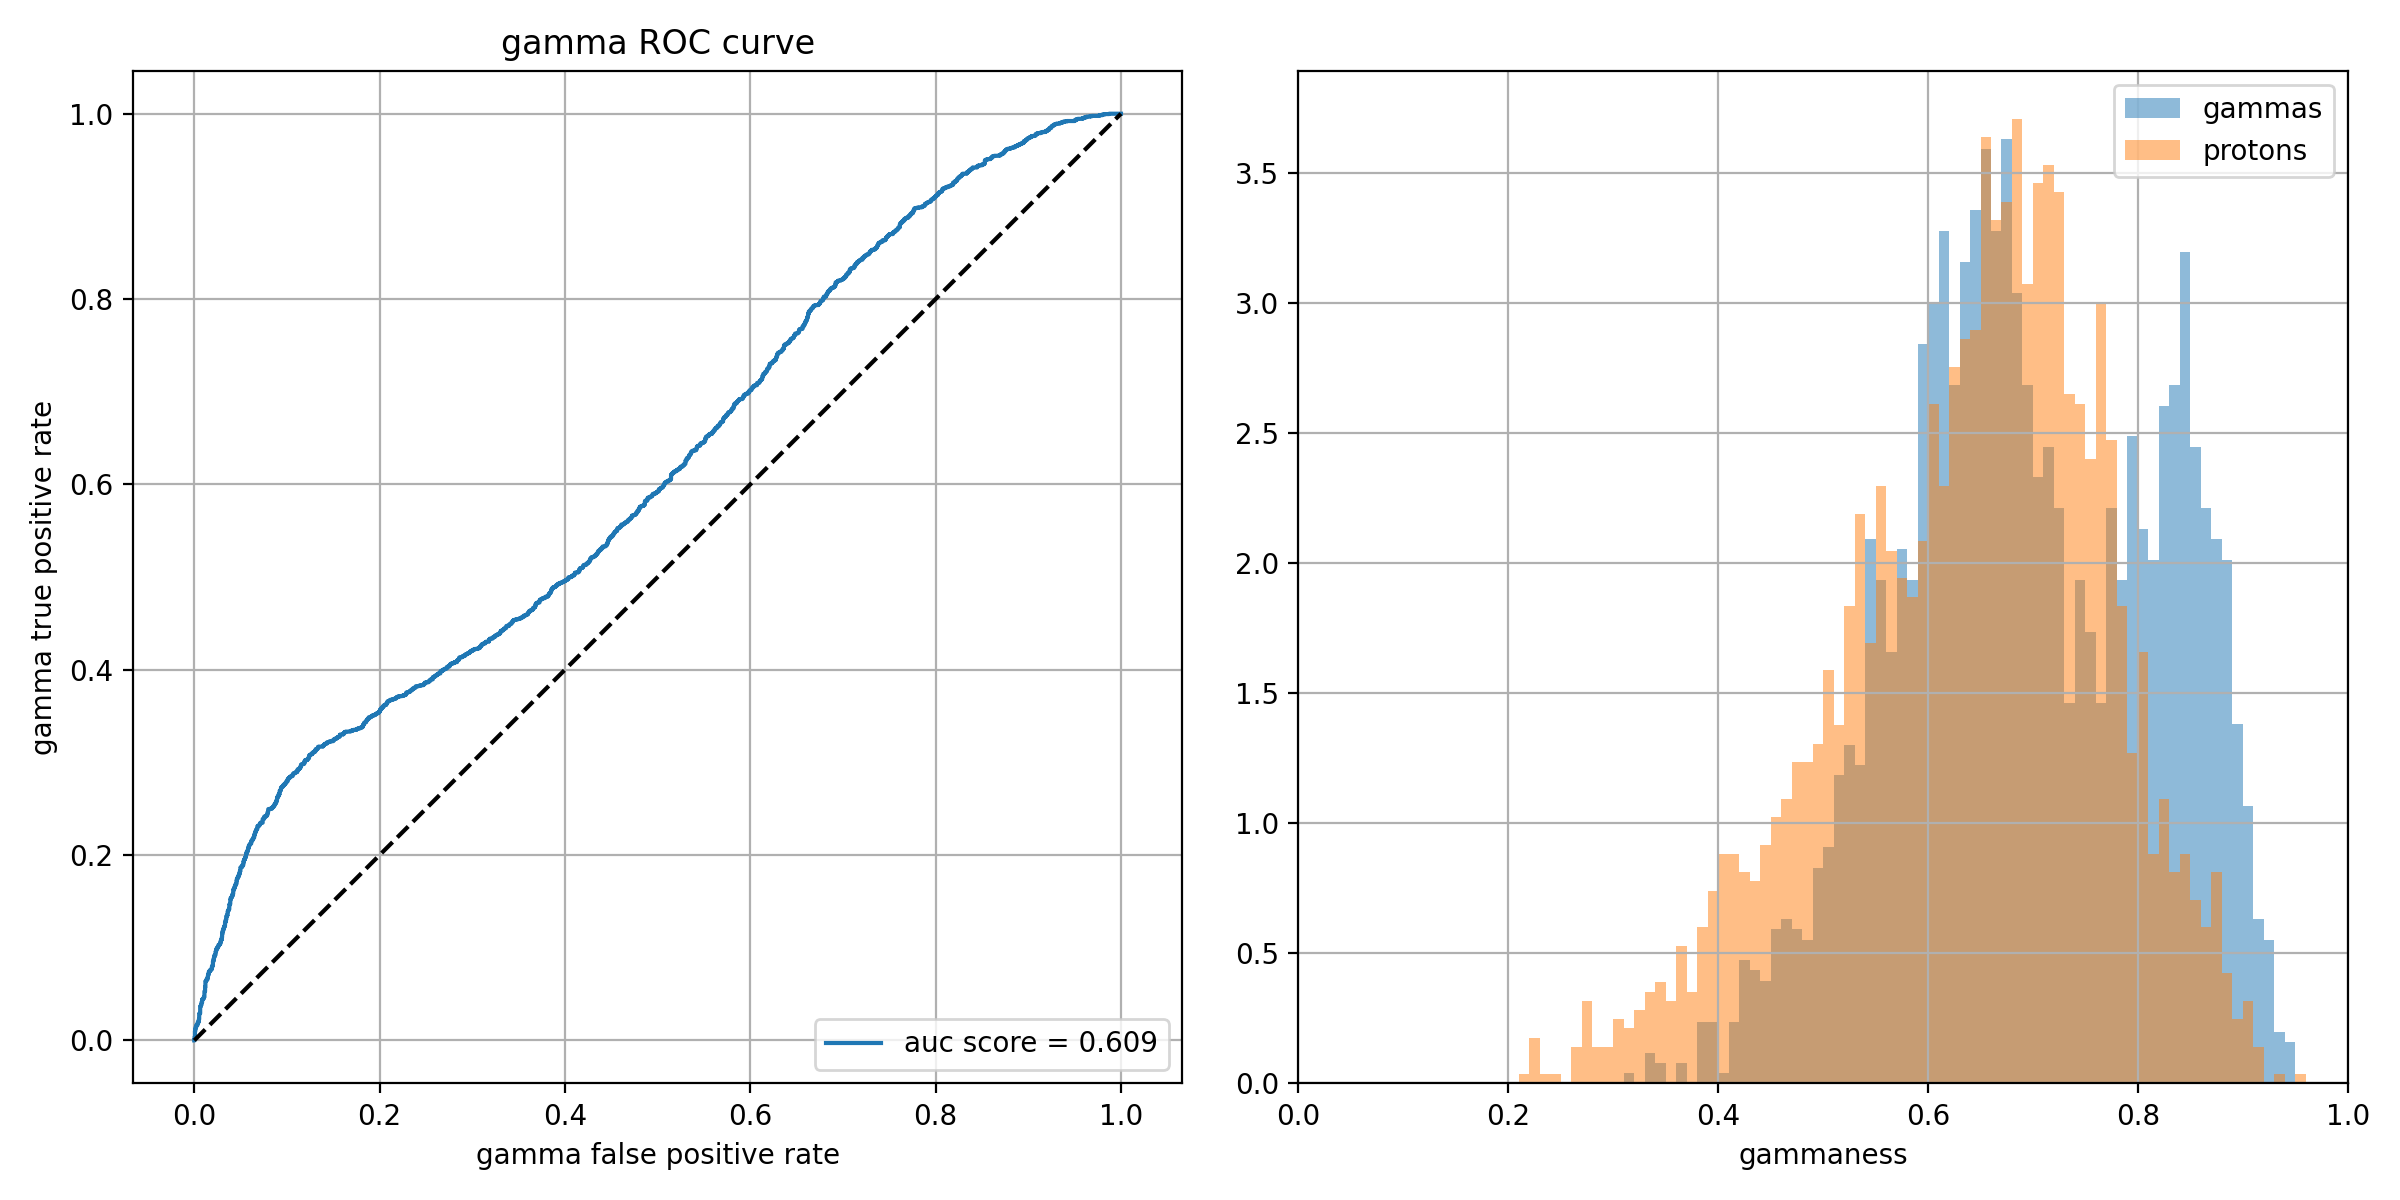 gamma ROC curve
gamma true positive rate
1.0
0.8
0.6
0.4
0.2
0.0
auc score = 0.609
0.0 0.2 0.4 0.6 0.8 1.0
gamma false positive rate
gammas
protons
3.5
3.0
2.5
2.0
1.5
1.0
0.5
0.0
0.0 0.2 0.4 0.6 0.8 1.0
gammaness